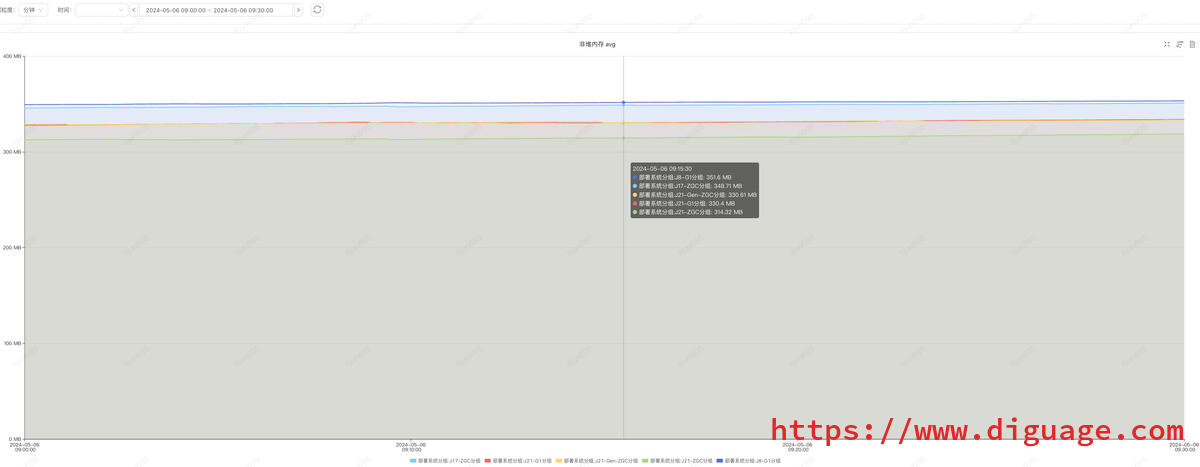 粒度: 分钟 时间: 2024-05-06 09:00:00 ~ 2024-05-06 09:30:00
非堆内存 avg
400 MB
300 MB
200 MB
100 MB
0 MB
2024-05-06 09:15:30
部署系统分组:J8-G1分组: 351.6 MB
部署系统分组:J17-ZGC分组: 348.71 MB
部署系统分组:J21-Gen-ZGC分组: 330.61 MB
部署系统分组:J21-G1分组: 330.4 MB
部署系统分组:J21-ZGC分组: 314.32 MB
https://www.diguage.com
2024-05-06 2024-05-06 2024-05-06 2024-05-06
09:00:00 09:10:00 09:20:00 09:30:00
部署系统分组:J17-ZGC分组 部署系统分组:J21-G1分组 部署系统分组:J21-Gen-ZGC分组 部署系统分组:J21-ZGC分组 部署系统分组:J8-G1分组